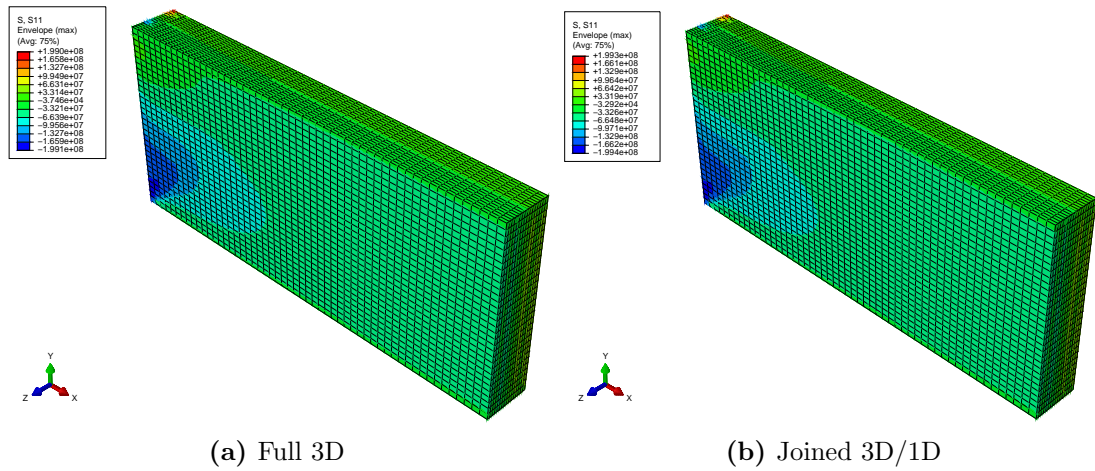 S, S11
Envelope (max)
(Avg: 75%)
+1.990e+08
+1.658e+08
+1.327e+08
+9.949e+07
+6.631e+07
+3.314e+07
−3.746e+04
−3.321e+07
−6.639e+07
−9.956e+07
−1.327e+08
−1.659e+08
−1.991e+08
Y
Z
X
(a) Full 3D
S, S11
Envelope (max)
(Avg: 75%)
+1.993e+08
+1.661e+08
+1.329e+08
+9.964e+07
+6.642e+07
+3.319e+07
−3.292e+04
−3.326e+07
−6.648e+07
−9.971e+07
−1.329e+08
−1.662e+08
−1.994e+08
Y
Z
X
(b) Joined 3D/1D